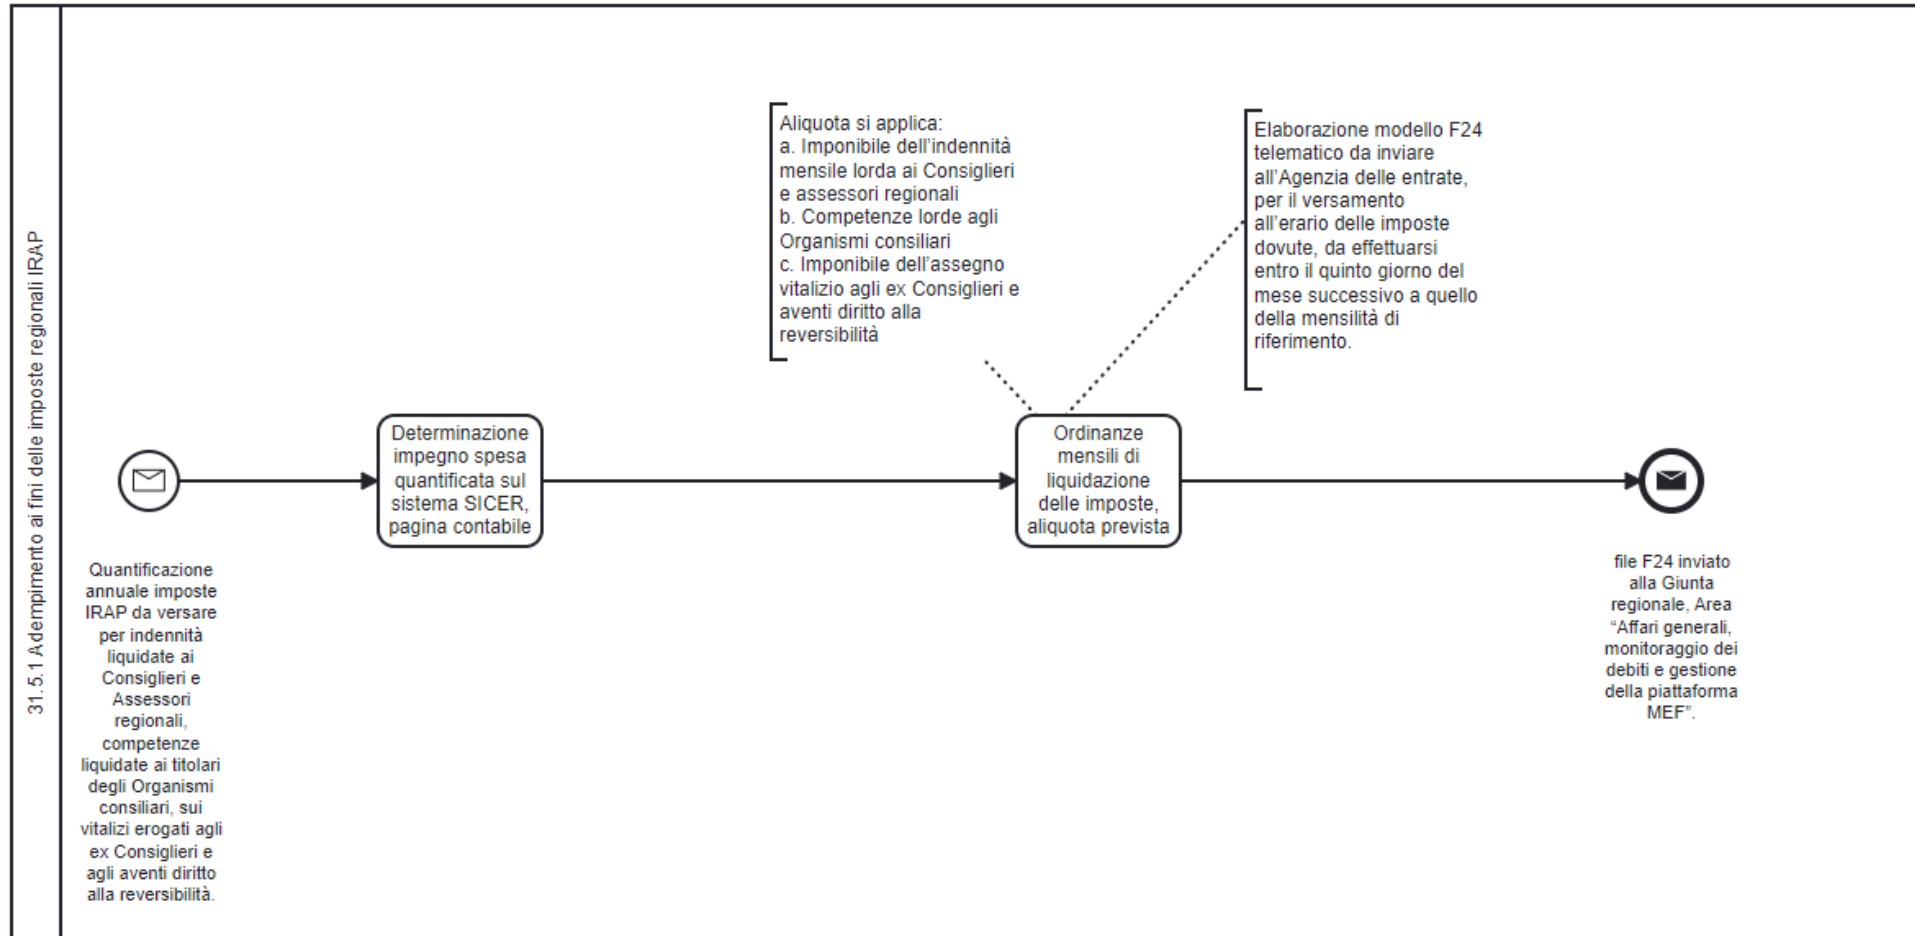 31.5.1 Adempimento ai fini delle imposte regionali IRAP
Quantificazione
annuale imposte
IRAP da versare
per indennità
liquidate ai
Consiglieri e
Assessori
regionali,
competenze
liquidate ai titolari
degli Organismi
consiliari, sui
vitalizi erogati agli
ex Consiglieri e
agli aventi diritto
alla reversibilità.
Determinazione
impegno spesa
quantificata sul
sistema SICER,
pagina contabile
Aliquota si applica:
a. Imponibile dell'indennità
mensile lorda ai Consiglieri
e assessori regionali
b. Competenze lorde agli
Organismi consiliari
c. Imponibile dell'assegno
vitalizio agli ex Consiglieri e
aventi diritto alla
reversibilità
Ordinanze
mensili di
liquidazione
delle imposte,
aliquota prevista
Elaborazione modello F24
telematico da inviare
all'Agenzia delle entrate,
per il versamento
all'erario delle imposte
dovute, da effettuarsi
entro il quinto giorno del
mese successivo a quello
della mensilità di
riferimento.
file F24 inviato
alla Giunta
regionale, Area
“Affari generali,
monitoraggio dei
debiti e gestione
della piattaforma
MEF”.